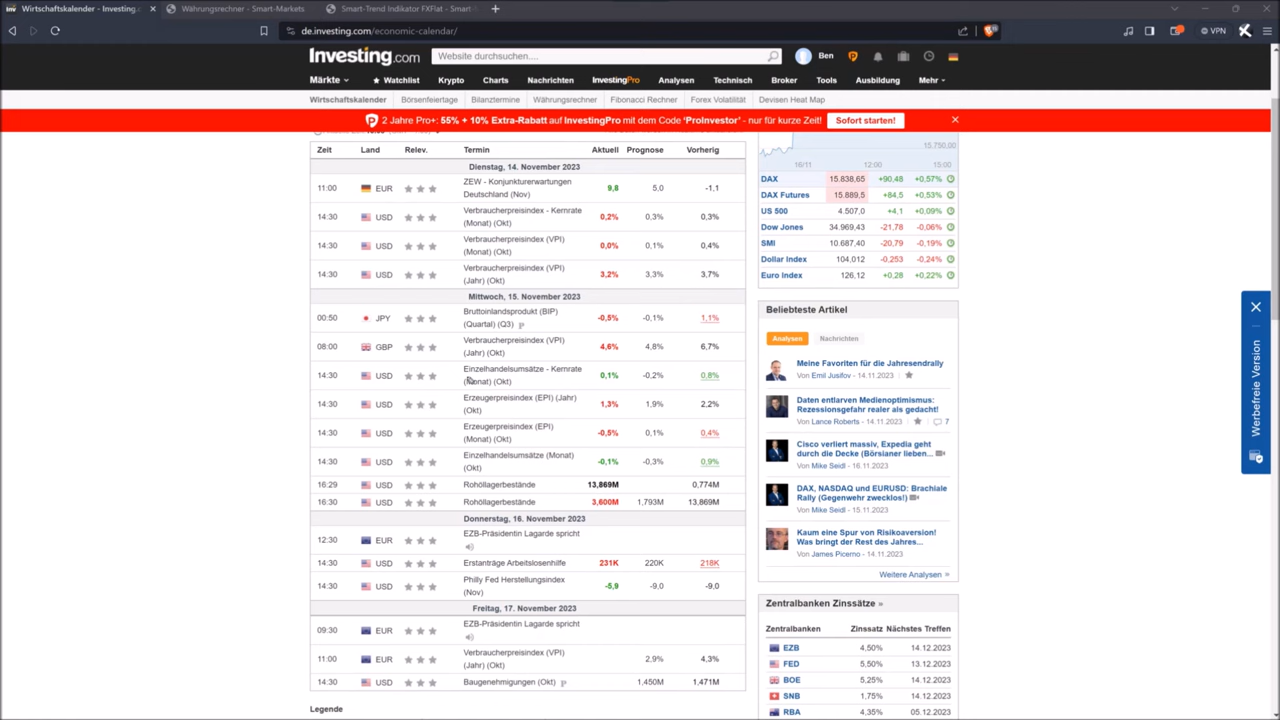 Wirtschaftskalender - Investing.c
Währungsrechner - Smart-Markets
Smart-Trend Indikator FXFlat - Smart
de.investing.com/economic-calendar/
VPN
Investing.com
Website durchsuchen....
Ben
Märkte
Watchlist
Krypto
Charts
Nachrichten
InvestingPro
Analysen
Technisch
Broker
Tools
Ausbildung
Mehr
Wirtschaftskalender
Börsenfeiertage
Bilanztermine
Währungsrechner
Fibonacci Rechner
Forex Volatilität
Devisen Heat Map
2 Jahre Pro+: 55% + 10% Extra-Rabatt auf InvestingPro mit dem Code 'ProInvestor' - nur für kurze Zeit!
Sofort starten!
Zeit Land Relev. Termin Aktuell Prognose Vorherig
Dienstag, 14. November 2023
11:00 EUR ZEW - Konjunkturerwartungen 9,8 5,0 -1,1
Deutschland (Nov)
14:30 USD Verbraucherpreisindex - Kernrate 0,2% 0,3% 0,3%
(Monat) (Okt)
14:30 USD Verbraucherpreisindex (VPI) 0,0% 0,1% 0,4%
(Monat) (Okt)
14:30 USD Verbraucherpreisindex (VPI) 3,2% 3,3% 3,7%
(Jahr) (Okt)
Mittwoch, 15. November 2023
00:50 JPY Bruttoinlandsprodukt (BIP) -0,5% -0,1% 1,1%
(Quartal) (Q3)
08:00 GBP Verbraucherpreisindex (VPI) 4,6% 4,8% 6,7%
(Jahr) (Okt)
14:30 USD Einzelhandelsumsätze - Kernrate 0,1% -0,2% 0,8%
(Monat) (Okt)
14:30 USD Erzeugerpreisindex (EPI) (Jahr) 1,3% 1,9% 2,2%
(Okt)
14:30 USD Erzeugerpreisindex (EPI) -0,5% 0,1% 0,4%
(Monat) (Okt)
14:30 USD Einzelhandelsumsätze (Monat) -0,1% -0,3% 0,9%
(Okt)
16:29 USD Rohöllagerbestände 13,869M 0,774M
16:30 USD Rohöllagerbestände 3,600M 1,793M 13,869M
Donnerstag, 16. November 2023
12:30 EUR EZB-Präsidentin Lagarde spricht
14:30 USD Erstanträge Arbeitslosenhilfe 231K 220K 218K
14:30 USD Philly Fed Herstellungsindex -5,9 -9,0 -9,0
(Nov)
Freitag, 17. November 2023
09:30 EUR EZB-Präsidentin Lagarde spricht
11:00 EUR Verbraucherpreisindex (VPI) 2,9% 4,3%
(Jahr) (Okt)
14:30 USD Baugenehmigungen (Okt) 1,450M 1,471M
Legende
15.750,00
16/11 12:00 15:00
DAX 15.838,65 +90,48 +0,57%
DAX Futures 15.889,5 +84,5 +0,53%
US 500 4.507,0 +4,1 +0,09%
Dow Jones 34.969,43 -21,78 -0,06%
SMI 10.687,40 -20,79 -0,19%
Dollar Index 104,012 -0,253 -0,24%
Euro Index 126,12 +0,28 +0,22%
Beliebteste Artikel
Analysen
Nachrichten
Meine Favoriten für die Jahresendrally
Von Emil Jusifov - 14.11.2023
Daten entlarven Medienoptimismus:
Rezessionsgefahr realer als gedacht!
Von Lance Roberts - 14.11.2023 7
Cisco verliert massiv, Expedia geht
durch die Decke (Börsianer lieben...
Von Mike Seidl - 16.11.2023
DAX, NASDAQ und EURUSD: Brachiale
Rally (Gegenwehr zwecklos!)
Von Mike Seidl - 15.11.2023
Kaum eine Spur von Risikoaversion!
Was bringt der Rest des Jahres...
Von James Picerno - 14.11.2023
Weitere Analysen »
Zentralbanken Zinssätze »
Zentralbanken Zinssatz Nächstes Treffen
EZB 4,50% 14.12.2023
FED 5,50% 13.12.2023
BOE 5,25% 14.12.2023
SNB 1,75% 14.12.2023
RBA 4,35% 05.12.2023
Werbefreie Version